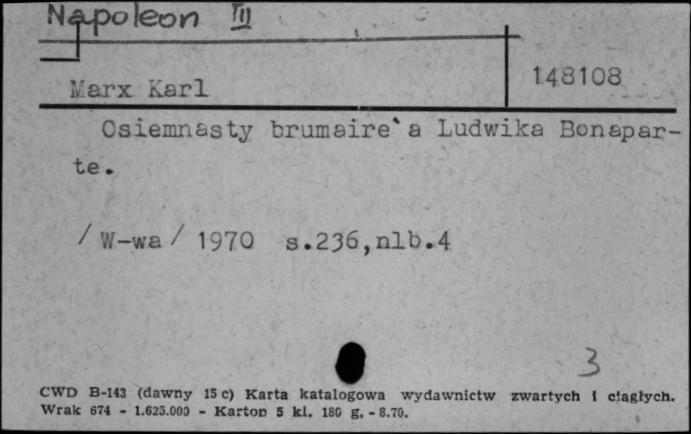 Napoleon III
Marx Karl
148108
Osiemnasty brumaire`a Ludwika Bonapar-
te.
/W-wa/ 1970 s.236,nlb.4
3
CWD B-143 (dawny 15 c) Karta katalogowa wydawnictw zwartych i ciągłych.
Wrak 674 - 1.625.000 - Karton 5 kl. 180 g. - 8.70.